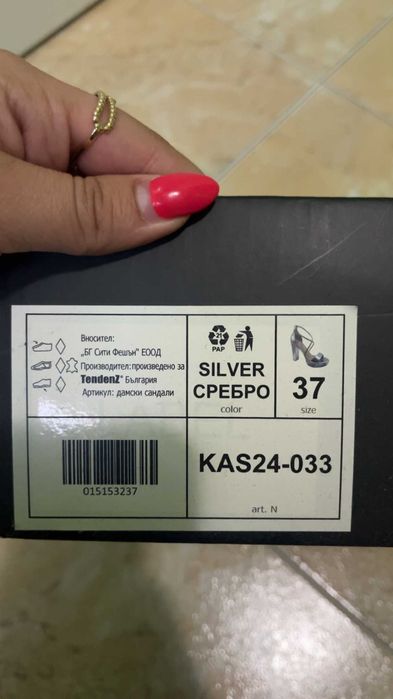 Вносител:
„БГ Сити Фешън" ЕООД
Производител: произведено за
TendenZ® България
Артикул: дамски сандали
21
PAP
SILVER
СРЕБРО
color
37
size
015153237
KAS24-033
art. N